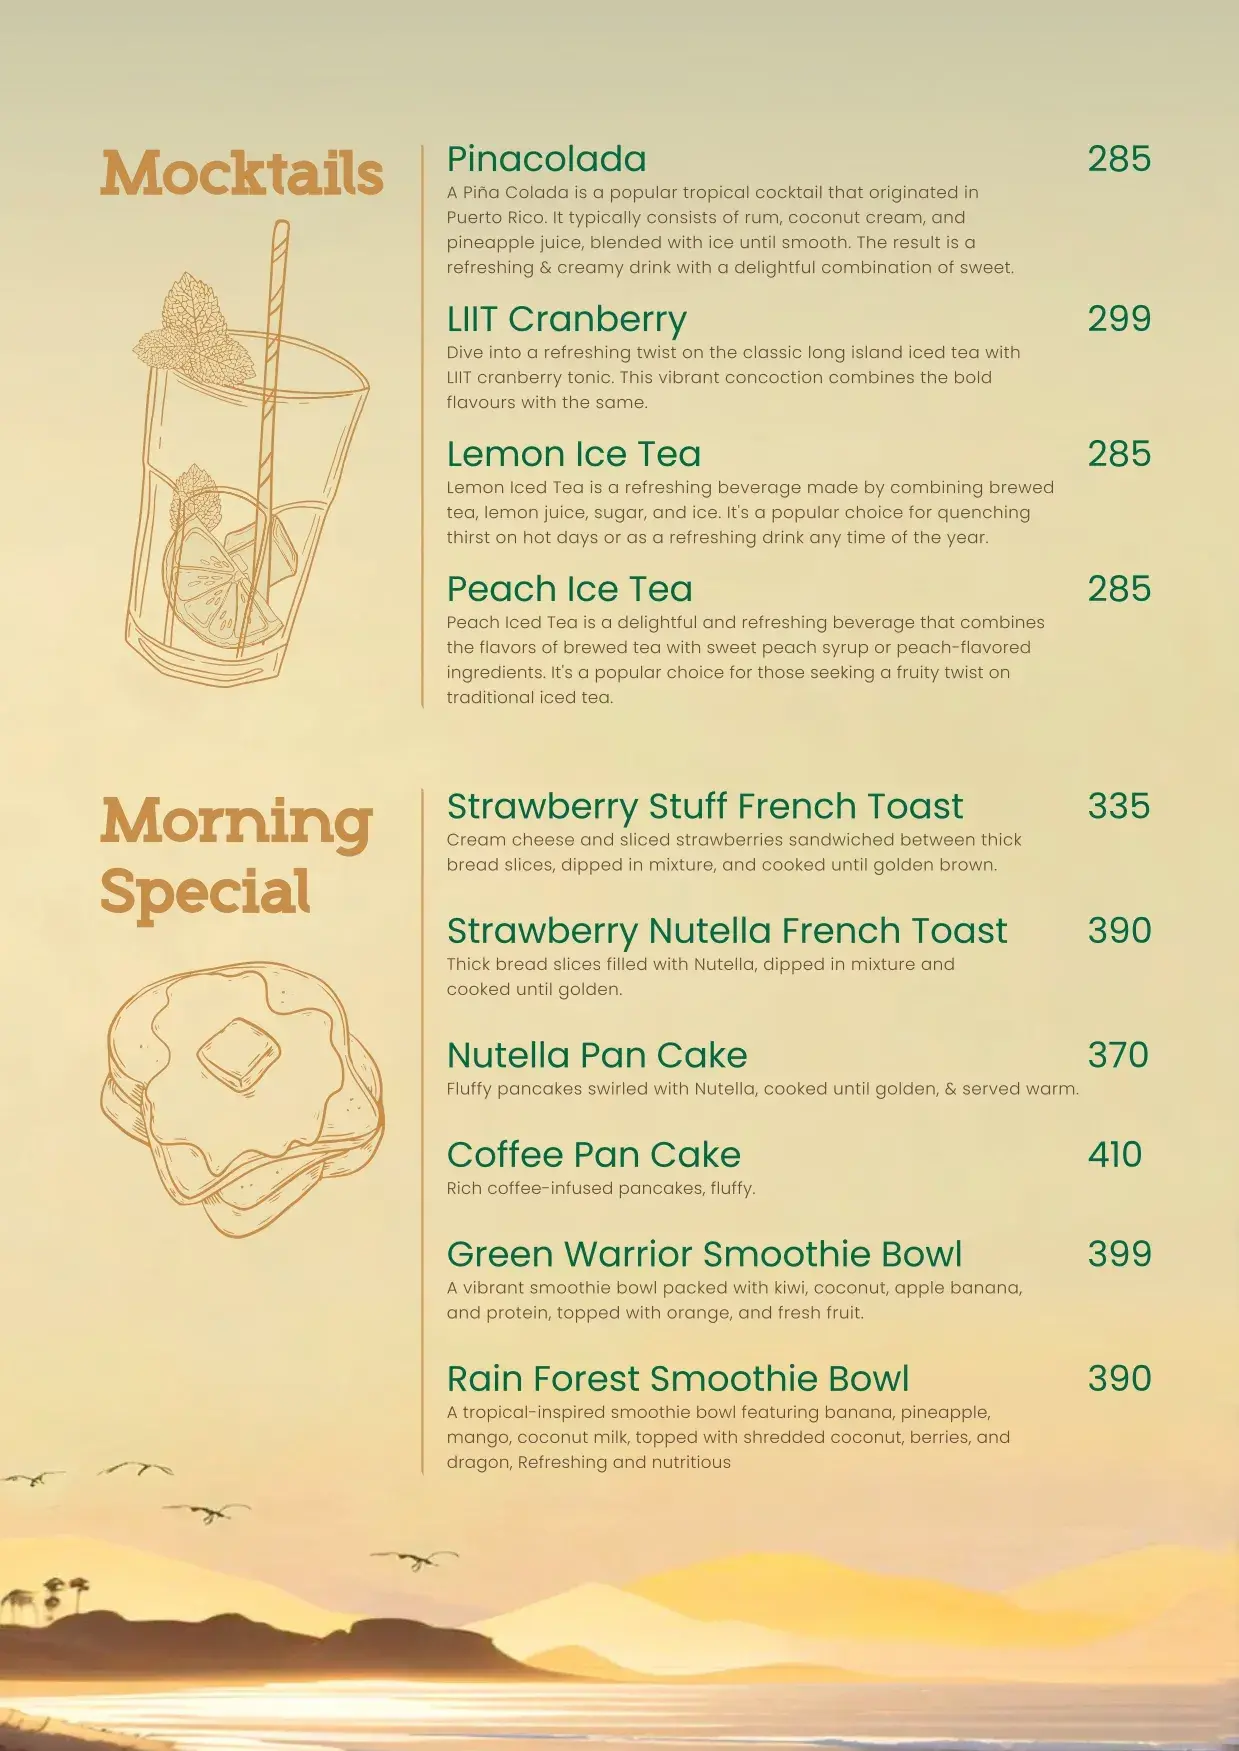 Mocktails
Pinacolada 285
A Piña Colada is a popular tropical cocktail that originated in
Puerto Rico. It typically consists of rum, coconut cream, and
pineapple juice, blended with ice until smooth. The result is a
refreshing & creamy drink with a delightful combination of sweet.
LIIT Cranberry 299
Dive into a refreshing twist on the classic long island iced tea with
LIIT cranberry tonic. This vibrant concoction combines the bold
flavours with the same.
Lemon Ice Tea 285
Lemon Iced Tea is a refreshing beverage made by combining brewed
tea, lemon juice, sugar, and ice. It's a popular choice for quenching
thirst on hot days or as a refreshing drink any time of the year.
Peach Ice Tea 285
Peach Iced Tea is a delightful and refreshing beverage that combines
the flavors of brewed tea with sweet peach syrup or peach-flavored
ingredients. It's a popular choice for those seeking a fruity twist on
traditional iced tea.
Morning
Special
Strawberry Stuff French Toast 335
Cream cheese and sliced strawberries sandwiched between thick
bread slices, dipped in mixture, and cooked until golden brown.
Strawberry Nutella French Toast 390
Thick bread slices filled with Nutella, dipped in mixture and
cooked until golden.
Nutella Pan Cake 370
Fluffy pancakes swirled with Nutella, cooked until golden, & served warm.
Coffee Pan Cake 410
Rich coffee-infused pancakes, fluffy.
Green Warrior Smoothie Bowl 399
A vibrant smoothie bowl packed with kiwi, coconut, apple banana,
and protein, topped with orange, and fresh fruit.
Rain Forest Smoothie Bowl 390
A tropical-inspired smoothie bowl featuring banana, pineapple,
mango, coconut milk, topped with shredded coconut, berries, and
dragon, Refreshing and nutritious